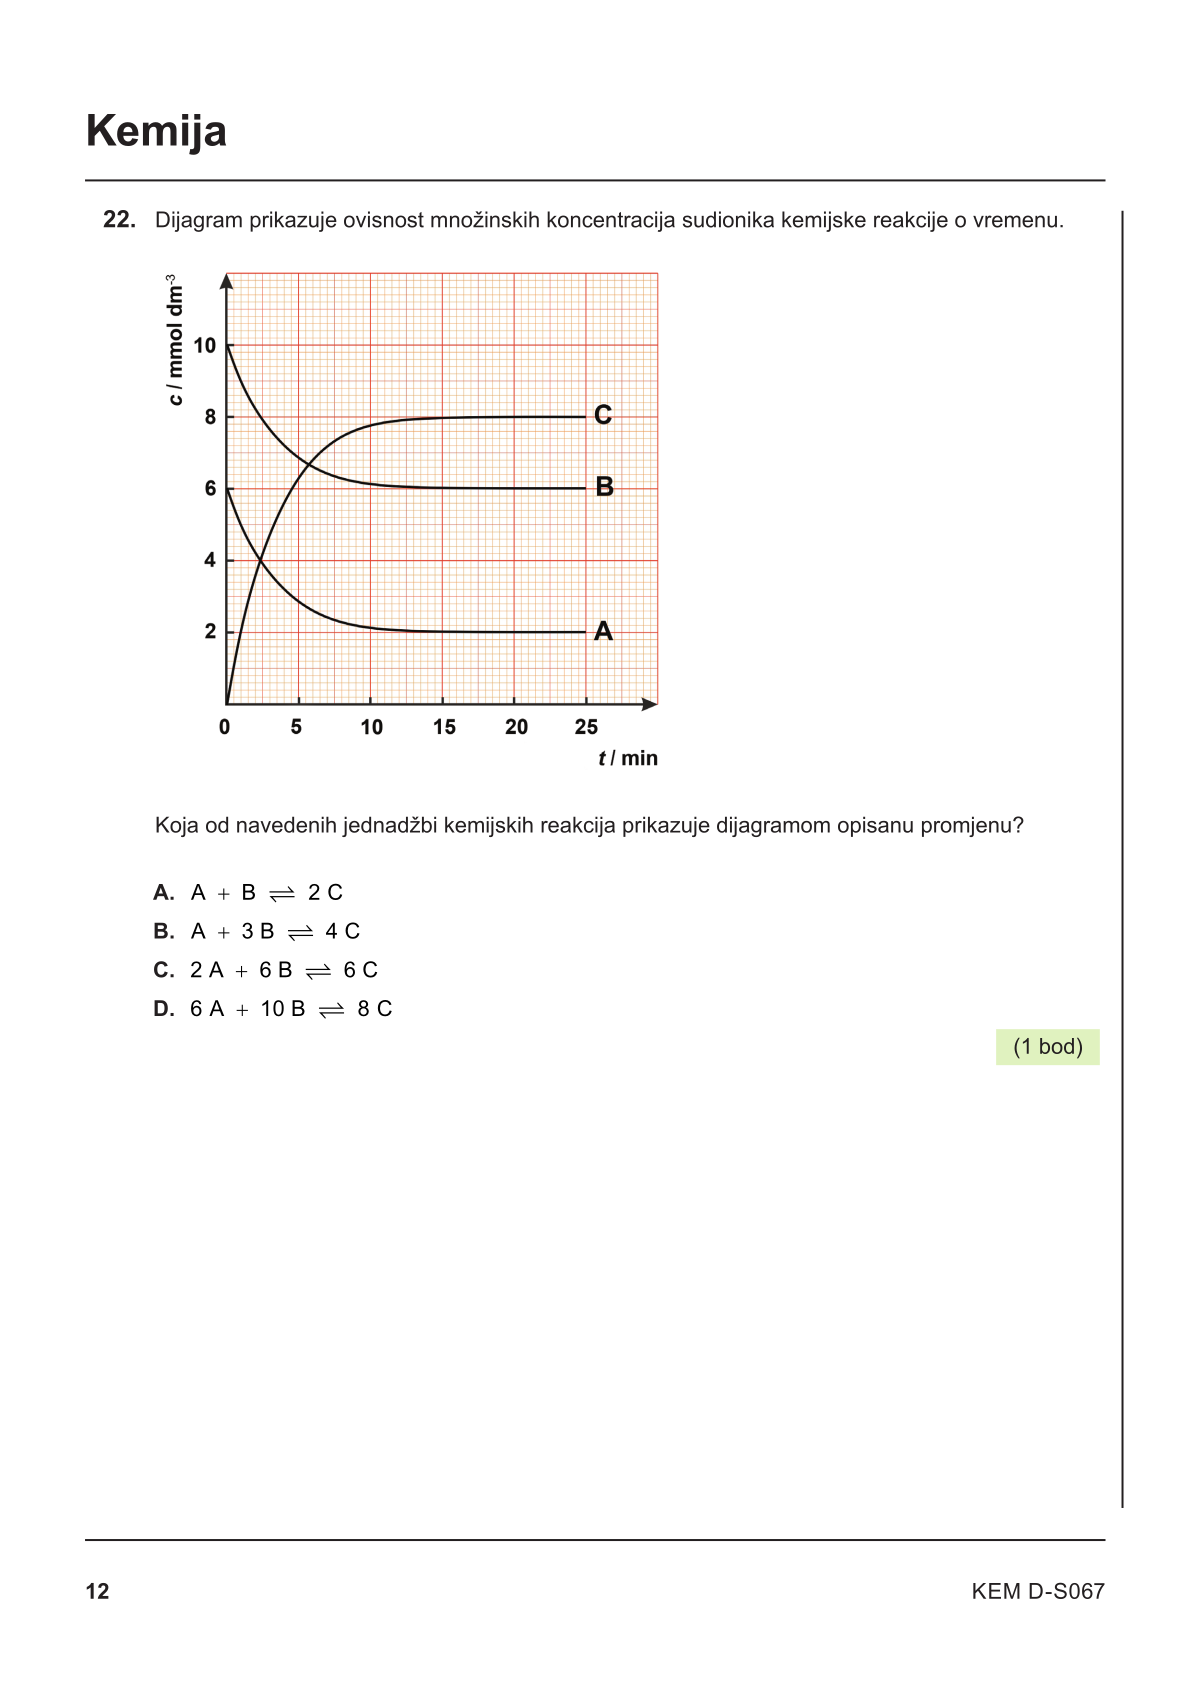 Kemija
22. Dijagram prikazuje ovisnost množinskih koncentracija sudionika kemijske reakcije o vremenu.
c / mmol dm-3
10
8
6
4
2
C
B
A
0 5 10 15 20 25
t / min
Koja od navedenih jednadžbi kemijskih reakcija prikazuje dijagramom opisanu promjenu?
A. A + B ⇌ 2 C
B. A + 3 B ⇌ 4 C
C. 2 A + 6 B ⇌ 6 C
D. 6 A + 10 B ⇌ 8 C
(1 bod)
12
KEM D-S067